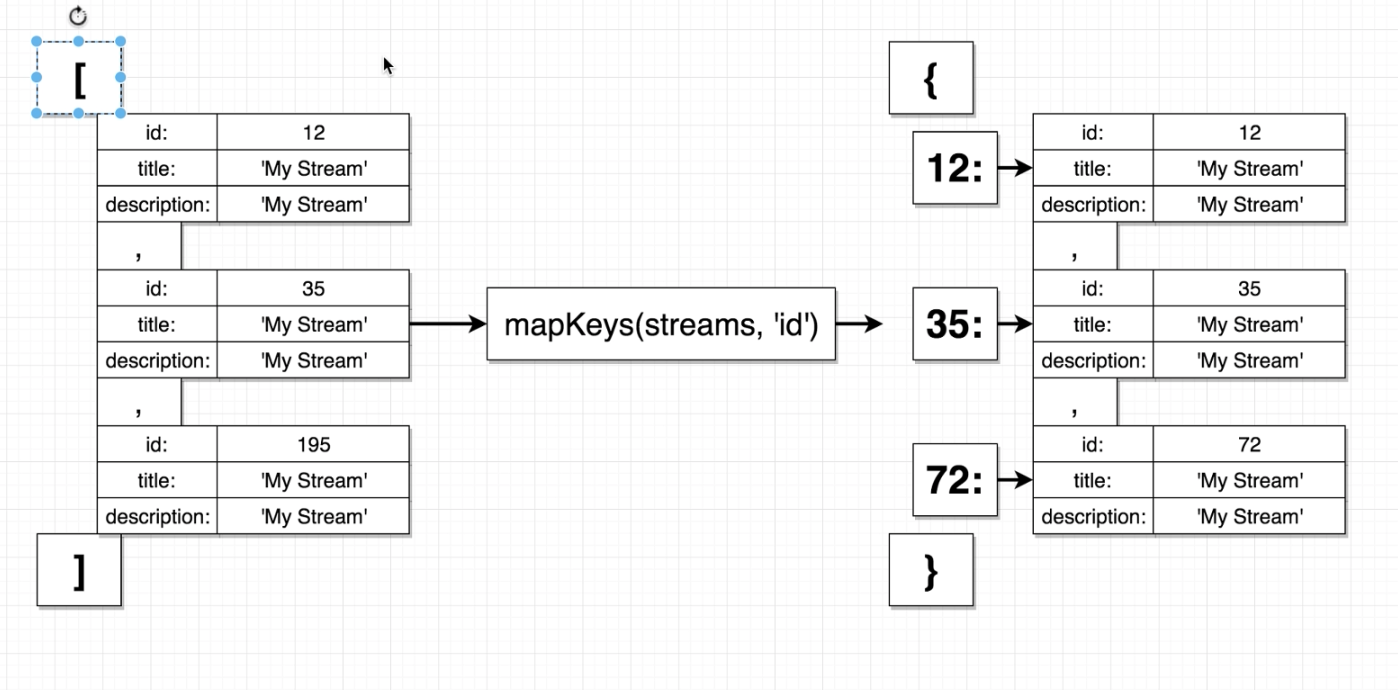 [
id: 12
title: 'My Stream'
description: 'My Stream'
,
id: 35
title: 'My Stream'
description: 'My Stream'
,
id: 195
title: 'My Stream'
description: 'My Stream'
]
mapKeys(streams, 'id')
{
12:
id: 12
title: 'My Stream'
description: 'My Stream'
,
35:
id: 35
title: 'My Stream'
description: 'My Stream'
,
72:
id: 72
title: 'My Stream'
description: 'My Stream'
}